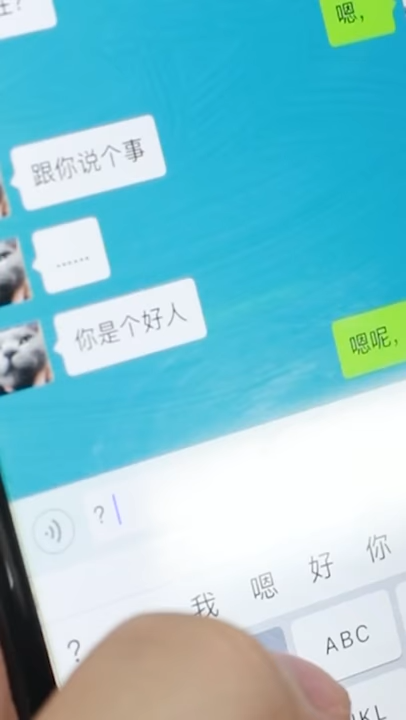 嗯,
跟你说个事
......
你是个好人
嗯呢,
?
我 嗯 好 你
?
ABC